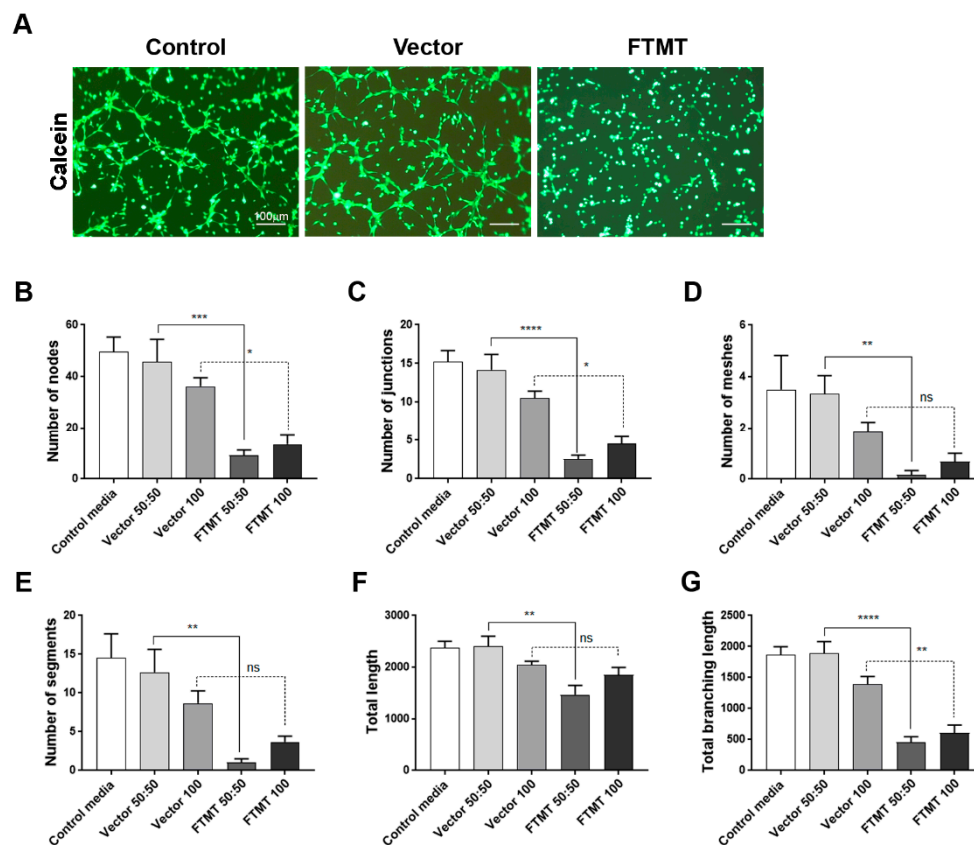 A
Control Vector FTMT
Calcein
100μm
B
Number of nodes
60
40
20
0
***
*
Control media
Vector 50:50
Vector 100
FTMT 50:50
FTMT 100
C
Number of junctions
20
15
10
5
0
****
*
Control media
Vector 50:50
Vector 100
FTMT 50:50
FTMT 100
D
Number of meshes
6
4
2
0
**
ns
Control media
Vector 50:50
Vector 100
FTMT 50:50
FTMT 100
E
Number of segments
20
15
10
5
0
**
ns
Control media
Vector 50:50
Vector 100
FTMT 50:50
FTMT 100
F
Total length
3000
2000
1000
0
**
ns
Control media
Vector 50:50
Vector 100
FTMT 50:50
FTMT 100
G
Total branching length
2500
2000
1500
1000
500
0
****
**
Control media
Vector 50:50
Vector 100
FTMT 50:50
FTMT 100